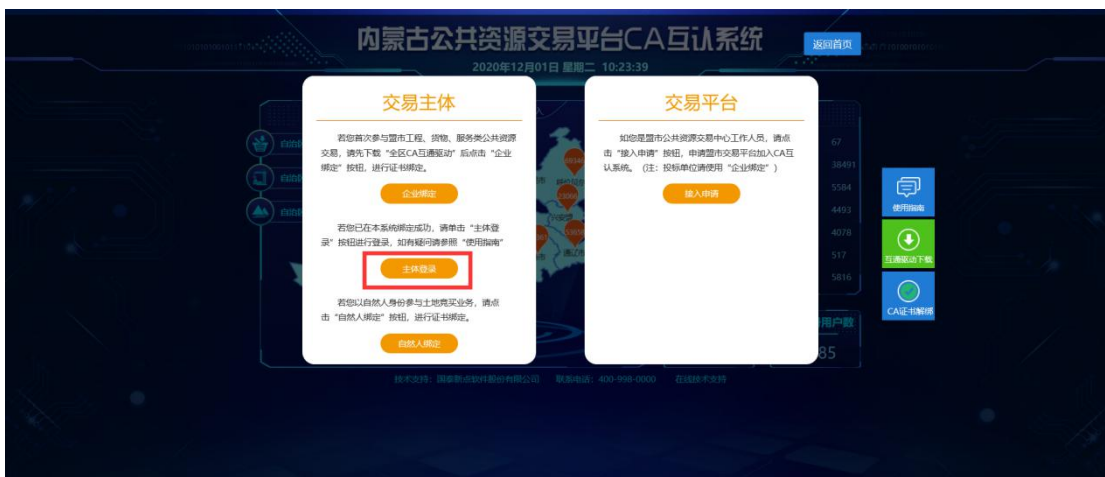 内蒙古公共资源交易平台CA互认系统
返回首页
2020年12月01日 星期二 10:23:39
交易主体
若您首次参与盟市工程、货物、服务类公共资源
交易，请先下载“全区CA互通驱动”后点击“企业
绑定”按钮，进行证书绑定。
企业绑定
若您已在本系统绑定成功，请单击“主体登
录”按钮进行登录，如有疑问请参照“使用指南”
主体登录
若您以自然人身份参与土地竞买业务，请点
击“自然人绑定”按钮，进行证书绑定。
自然人绑定
交易平台
如您是盟市公共资源交易中心工作人员，请点
击“接入申请”按钮，申请盟市交易平台加入CA互
认系统。（注：投标单位请使用“企业绑定”）
接入申请
自治区
自治区
自治区
67
38491
5584
4493
4078
517
5816
用户数
85
使用指南
互通驱动下载
CA证书解绑
技术支持：国泰新点软件股份有限公司 联系电话：400-998-0000 在线技术支持